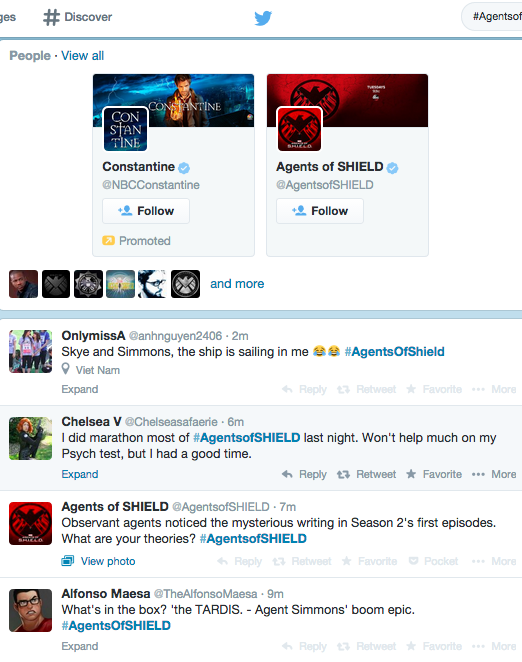 ges # Discover #Agentsof
People · View all
CONSTANTINE
CON
STAN
TINE
TUESDAYS
abc
SHIELD
Constantine
@NBCConstantine
Follow
Promoted
Agents of SHIELD
@AgentsofSHIELD
Follow
and more
OnlymissA @anhnguyen2406 · 2m
Skye and Simmons, the ship is sailing in me 😂😂 #AgentsOfShield
Viet Nam
Expand Reply Retweet Favorite More
Chelsea V @Chelseasafaerie · 6m
I did marathon most of #AgentsofSHIELD last night. Won't help much on my
Psych test, but I had a good time.
Expand Reply Retweet Favorite More
Agents of SHIELD @AgentsofSHIELD · 7m
Observant agents noticed the mysterious writing in Season 2's first episodes.
What are your theories? #AgentsofSHIELD
SHIELD
View photo Reply Retweet Favorite Pocket More
Alfonso Maesa @TheAlfonsoMaesa · 9m
What's in the box? 'the TARDIS. - Agent Simmons' boom epic.
#AgentsOfSHIELD
Expand Reply Retweet Favorite More